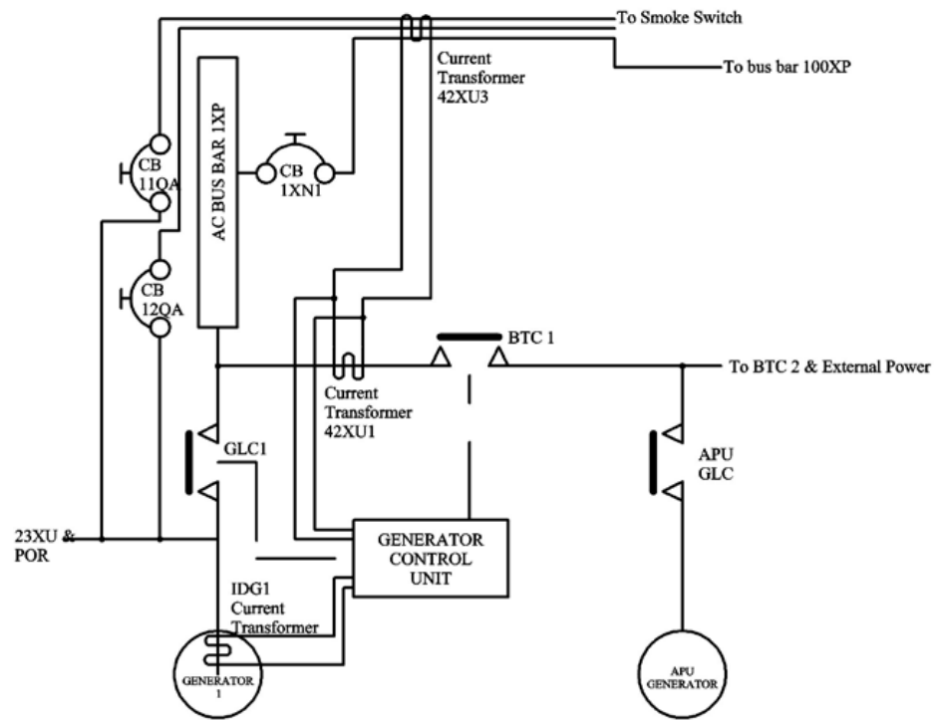 To Smoke Switch
Current
Transformer
42XU3
To bus bar 100XP
AC BUS BAR 1XP
CB
11QA
CB
1XN1
CB
12QA
BTC 1
To BTC 2 & External Power
Current
Transformer
42XU1
GLC1
APU
GLC
23XU &
POR
GENERATOR
CONTROL
UNIT
IDG1
Current
Transformer
GENERATOR
1
APU
GENERATOR